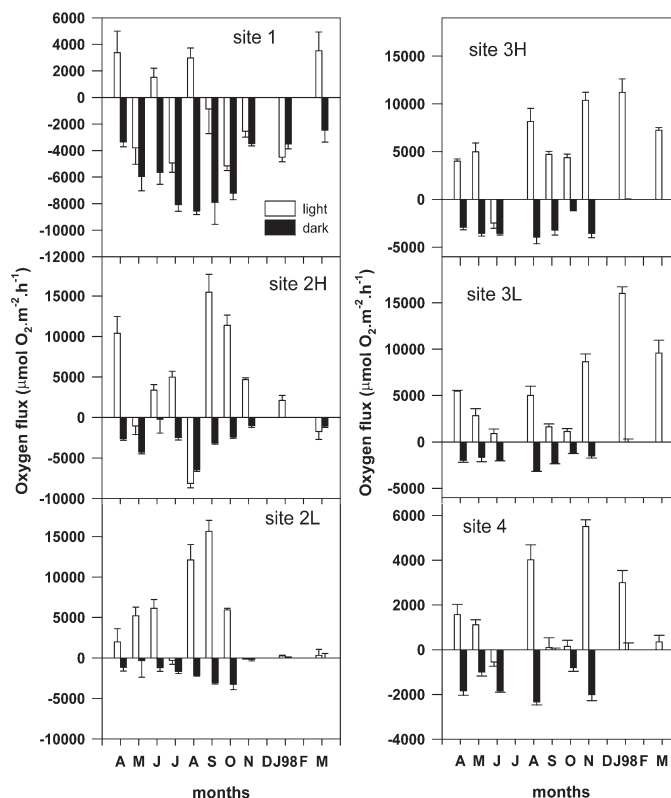 6000
4000
2000
0
-2000
-4000
-6000
-8000
-10000
-12000
site 1
light
dark
15000
10000
5000
0
-5000
-10000
site 2H
15000
10000
5000
0
-5000
-10000
site 2L
A M J J A S O N D J98 F M
months
Oxygen flux (μmol O₂.m⁻².h⁻¹)
15000
10000
5000
0
-5000
site 3H
15000
10000
5000
0
-5000
site 3L
6000
4000
2000
0
-2000
-4000
site 4
A M J J A S O N D J98 F M
months
Oxygen flux (μmol O₂.m⁻².h⁻¹)